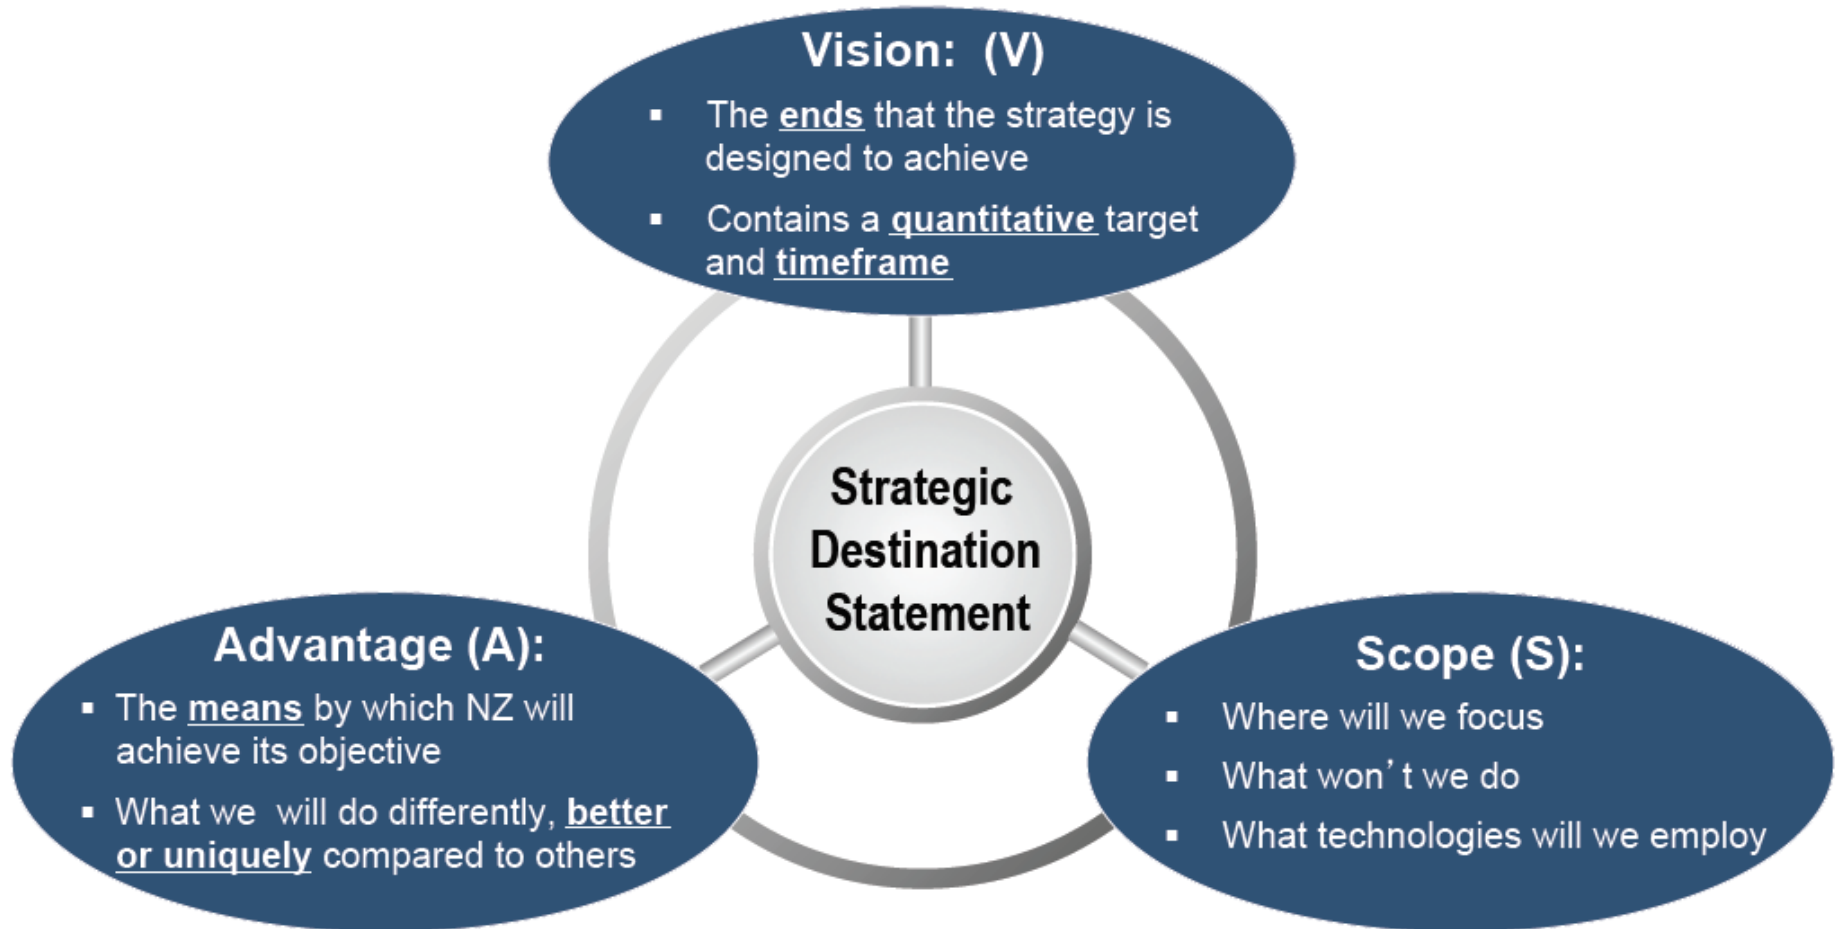 Vision: (V)
▪ The ends that the strategy is
designed to achieve
▪ Contains a quantitative target
and timeframe
Strategic
Destination
Statement
Advantage (A):
▪ The means by which NZ will
achieve its objective
▪ What we will do differently, better
or uniquely compared to others
Scope (S):
▪ Where will we focus
▪ What won’t we do
▪ What technologies will we employ